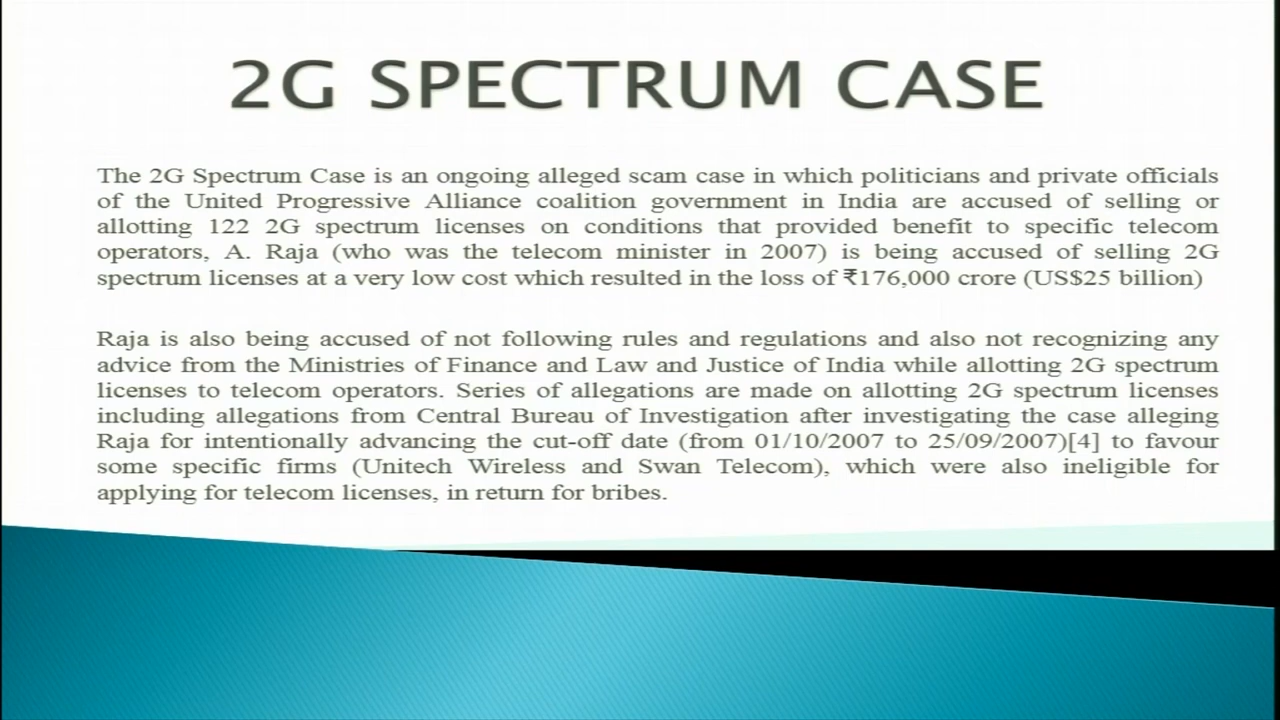 2G SPECTRUM CASE
The 2G Spectrum Case is an ongoing alleged scam case in which politicians and private officials
of the United Progressive Alliance coalition government in India are accused of selling or
allotting 122 2G spectrum licenses on conditions that provided benefit to specific telecom
operators, A. Raja (who was the telecom minister in 2007) is being accused of selling 2G
spectrum licenses at a very low cost which resulted in the loss of ₹176,000 crore (US$25 billion)
Raja is also being accused of not following rules and regulations and also not recognizing any
advice from the Ministries of Finance and Law and Justice of India while allotting 2G spectrum
licenses to telecom operators. Series of allegations are made on allotting 2G spectrum licenses
including allegations from Central Bureau of Investigation after investigating the case alleging
Raja for intentionally advancing the cut-off date (from 01/10/2007 to 25/09/2007)[4] to favour
some specific firms (Unitech Wireless and Swan Telecom), which were also ineligible for
applying for telecom licenses, in return for bribes.